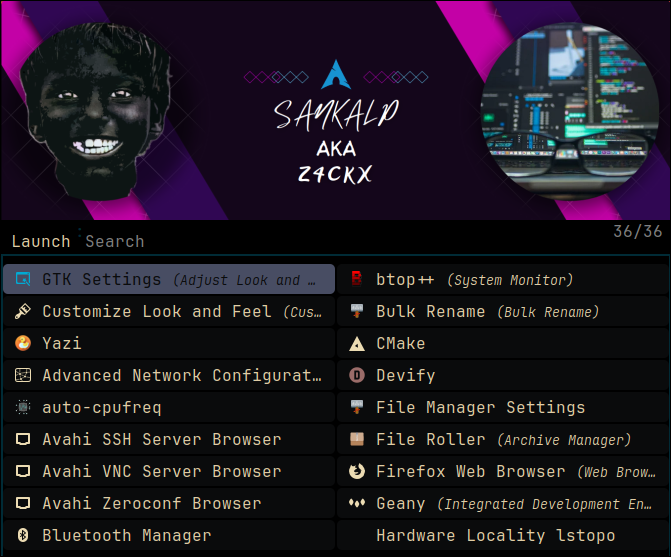 SANKALP
AKA
Z4CKX
36/36
Launch : Search
GTK Settings (Adjust Look and …
btop++ (System Monitor)
Customize Look and Feel (Cus…
Bulk Rename (Bulk Rename)
Yazi
CMake
Advanced Network Configurat…
Devify
auto-cpufreq
File Manager Settings
Avahi SSH Server Browser
File Roller (Archive Manager)
Avahi VNC Server Browser
Firefox Web Browser (Web Brow…
Avahi Zeroconf Browser
Geany (Integrated Development En…
Bluetooth Manager
Hardware Locality lstopo